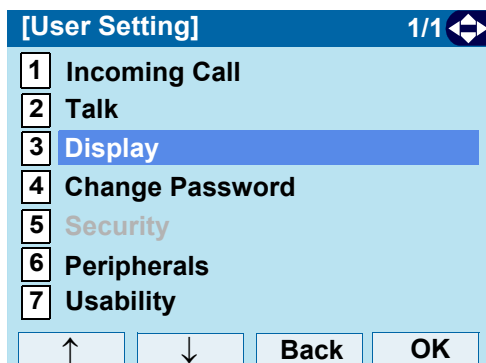 [User Setting] 1/1
1 Incoming Call
2 Talk
3 Display
4 Change Password
5 Security
6 Peripherals
7 Usability
↑ ↓ Back OK